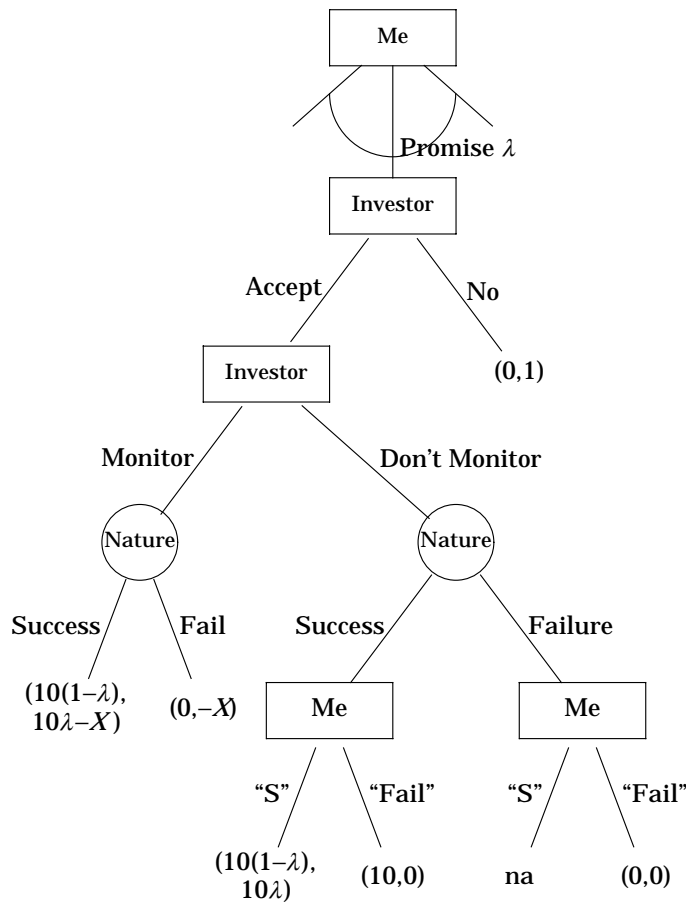 Me
Promise λ
Investor
Accept
No
Investor
(0,1)
Monitor
Don't Monitor
Nature
Nature
Success
Fail
Success
Failure
(10(1–λ),
10λ–X)
(0,–X)
Me
Me
“S”
“Fail”
“S”
“Fail”
(10(1–λ),
10λ)
(10,0)
na
(0,0)